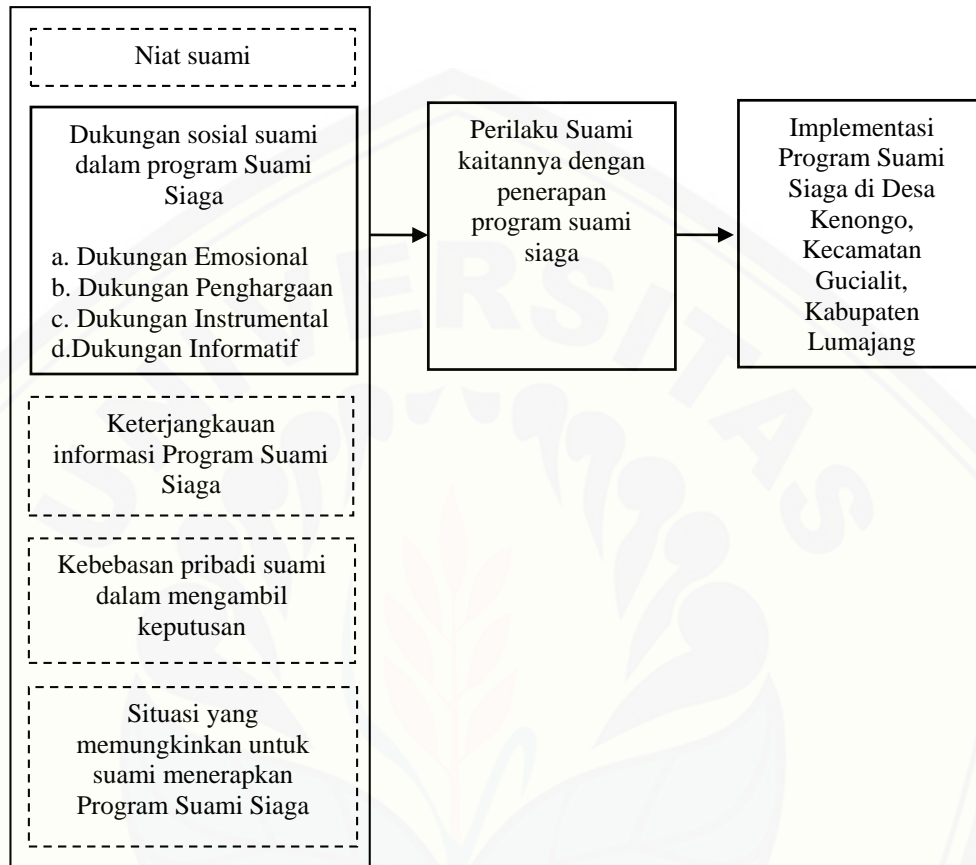 Niat suami
Dukungan sosial suami
dalam program Suami
Siaga
a. Dukungan Emosional
b. Dukungan Penghargaan
c. Dukungan Instrumental
d.Dukungan Informatif
Keterjangkauan
informasi Program Suami
Siaga
Kebebasan pribadi suami
dalam mengambil
keputusan
Situasi yang
memungkinkan untuk
suami menerapkan
Program Suami Siaga
Perilaku Suami
kaitannya dengan
penerapan
program suami
siaga
Implementasi
Program Suami
Siaga di Desa
Kenongo,
Kecamatan
Gucialit,
Kabupaten
Lumajang
UNIVERSITAS